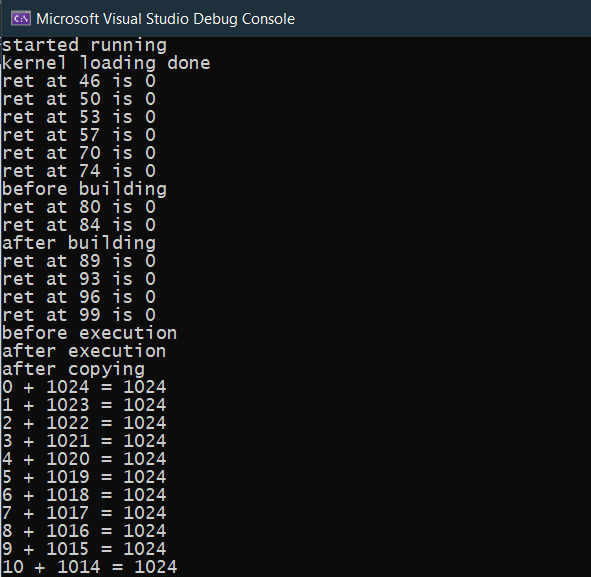 C:\ Microsoft Visual Studio Debug Console
started running
kernel loading done
ret at 46 is 0
ret at 50 is 0
ret at 53 is 0
ret at 57 is 0
ret at 70 is 0
ret at 74 is 0
before building
ret at 80 is 0
ret at 84 is 0
after building
ret at 89 is 0
ret at 93 is 0
ret at 96 is 0
ret at 99 is 0
before execution
after execution
after copying
0 + 1024 = 1024
1 + 1023 = 1024
2 + 1022 = 1024
3 + 1021 = 1024
4 + 1020 = 1024
5 + 1019 = 1024
6 + 1018 = 1024
7 + 1017 = 1024
8 + 1016 = 1024
9 + 1015 = 1024
10 + 1014 = 1024